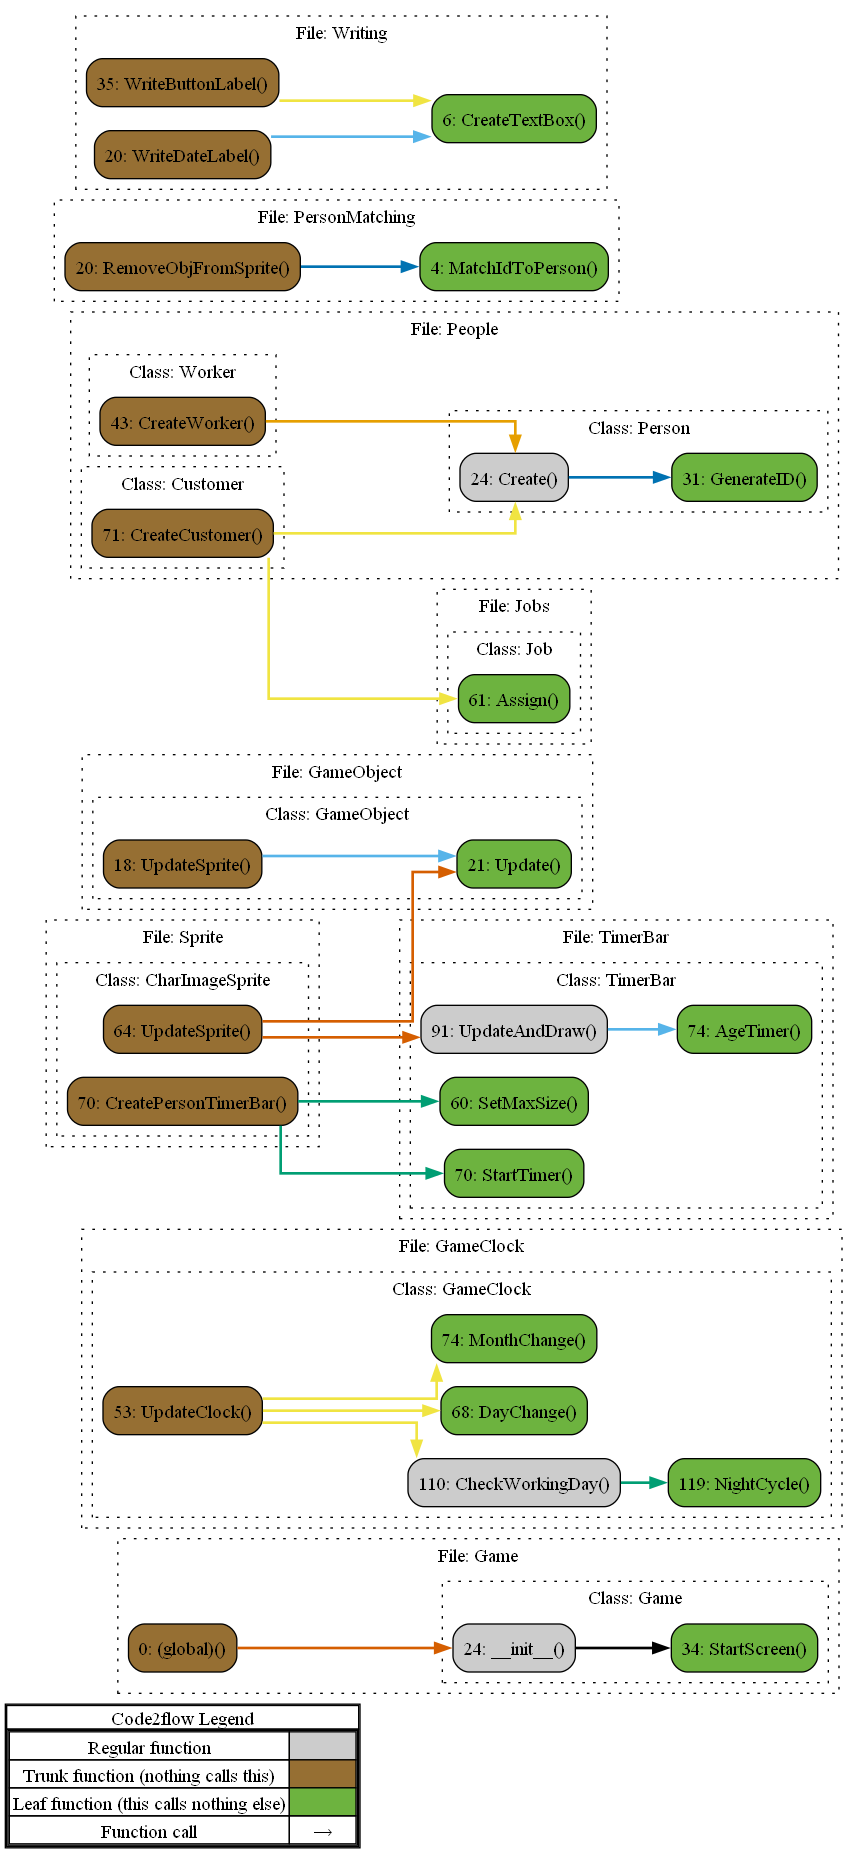 File: Writing
35: WriteButtonLabel()
6: CreateTextBox()
20: WriteDateLabel()
File: PersonMatching
20: RemoveObjFromSprite()
4: MatchIdToPerson()
File: People
Class: Worker
43: CreateWorker()
Class: Person
24: Create()
31: GenerateID()
Class: Customer
71: CreateCustomer()
File: Jobs
Class: Job
61: Assign()
File: GameObject
Class: GameObject
18: UpdateSprite()
21: Update()
File: Sprite
Class: CharImageSprite
64: UpdateSprite()
70: CreatePersonTimerBar()
File: TimerBar
Class: TimerBar
91: UpdateAndDraw()
74: AgeTimer()
60: SetMaxSize()
70: StartTimer()
File: GameClock
Class: GameClock
74: MonthChange()
53: UpdateClock()
68: DayChange()
110: CheckWorkingDay()
119: NightCycle()
File: Game
Class: Game
0: (global)()
24: __init__()
34: StartScreen()
Code2flow Legend
Regular function
Trunk function (nothing calls this)
Leaf function (this calls nothing else)
Function call →